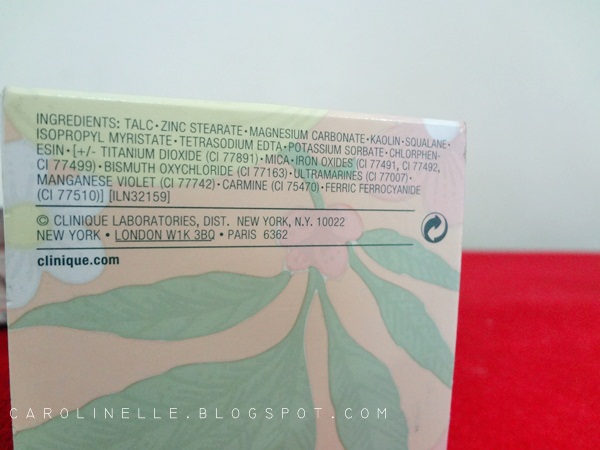 INGREDIENTS: TALC • ZINC STEARATE • MAGNESIUM CARBONATE • KAOLIN • SQUALANE •
ISOPROPYL MYRISTATE • TETRASODIUM EDTA • POTASSIUM SORBATE • CHLORPHEN-
ESIN • [+/- TITANIUM DIOXIDE (CI 77891) • MICA • IRON OXIDES (CI 77491, CI 77492,
CI 77499) • BISMUTH OXYCHLORIDE (CI 77163) • ULTRAMARINES (CI 77007) •
MANGANESE VIOLET (CI 77742) • CARMINE (CI 75470) • FERRIC FERROCYANIDE
(CI 77510)] [ILN32159]
© CLINIQUE LABORATORIES, DIST. NEW YORK, N.Y. 10022
NEW YORK • LONDON W1K 3BQ • PARIS 6362
clinique.com
CAROLINELLE.BLOGSPOT.COM